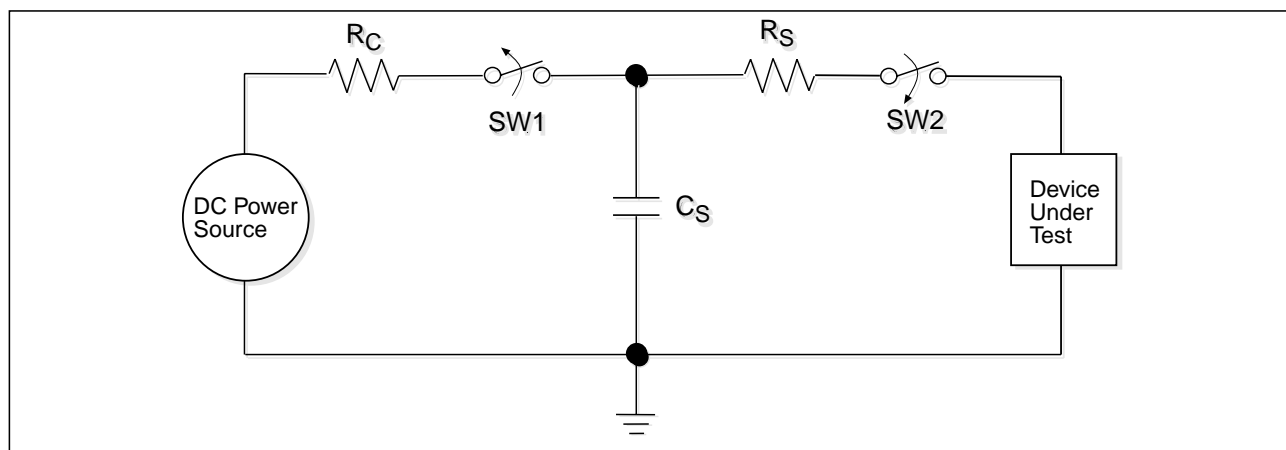 RC
SW1
RS
SW2
DC Power
Source
CS
Device
Under
Test